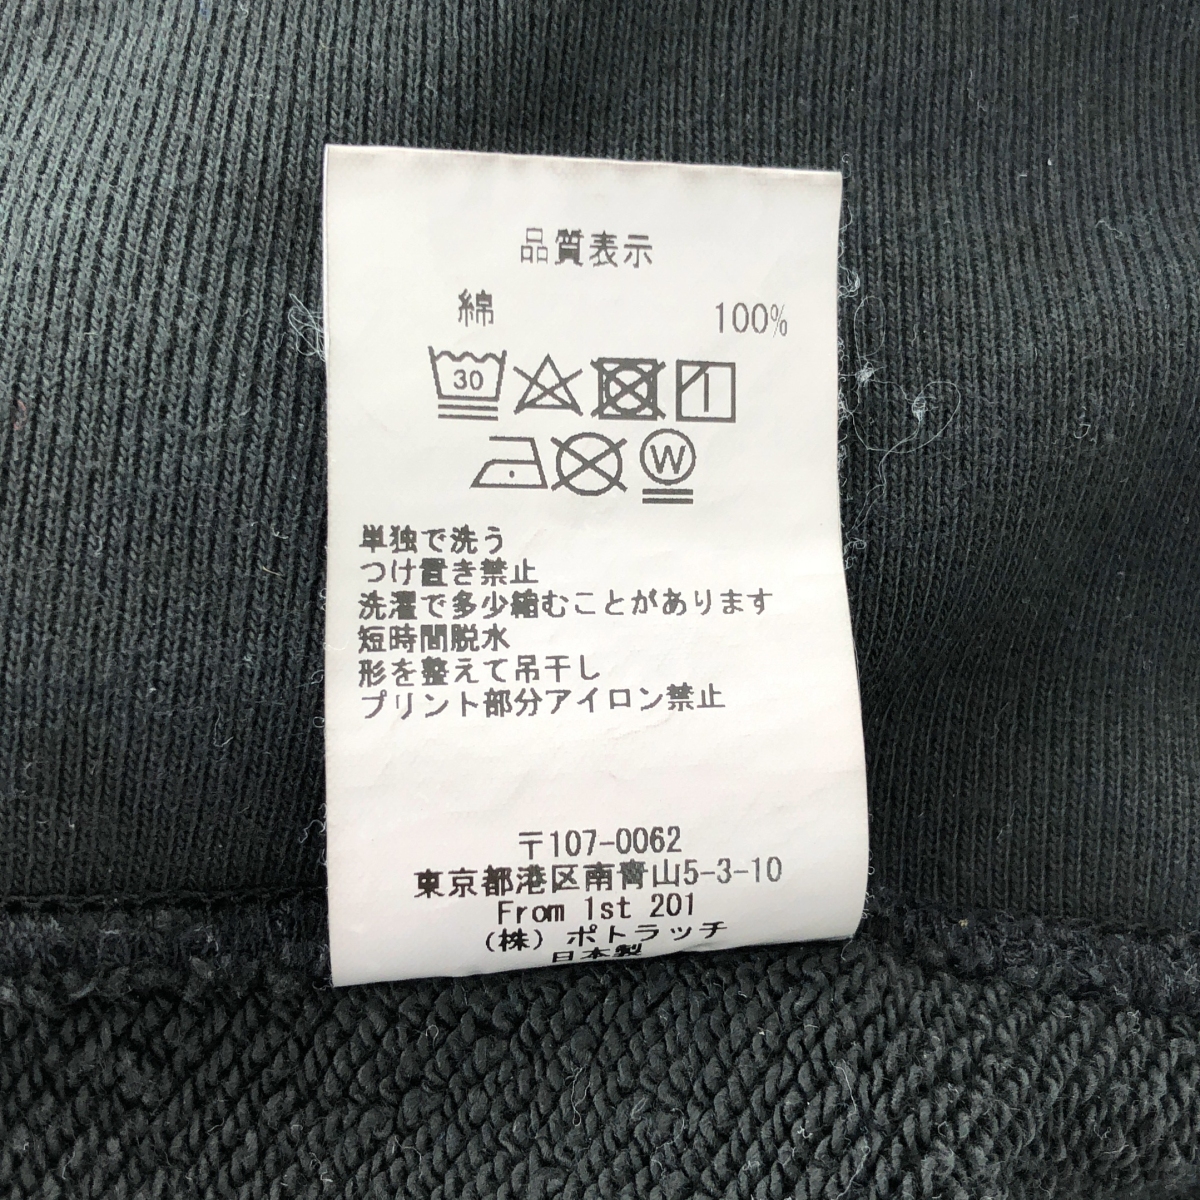 品質表示
綿 100%
30
W
単独で洗う
つけ置き禁止
洗濯で多少縮むことがあります
短時間脱水
形を整えて吊干し
プリント部分アイロン禁止
〒107-0062
東京都港区南青山5-3-10
From 1st 201
(株) ポトラッチ
日本製